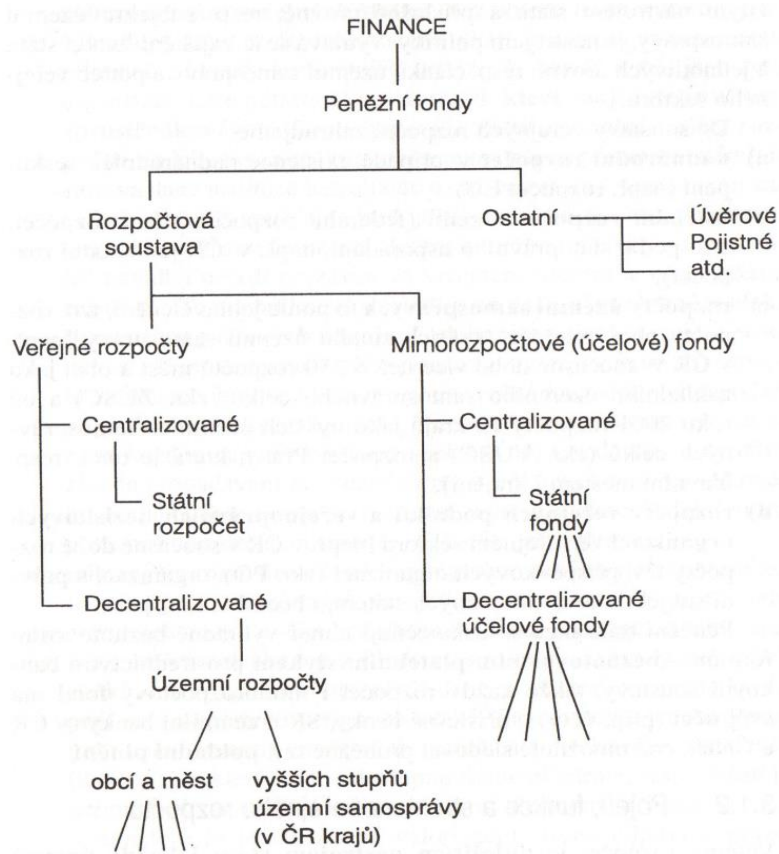 FINANCE
Peněžní fondy
Rozpočtová
soustava
Ostatní
Úvěrové
Pojistné
atd.
Veřejné rozpočty
Mimorozpočtové (účelové) fondy
Centralizované
Centralizované
Státní
rozpočet
Státní
fondy
Decentralizované
Decentralizované
účelové fondy
Územní rozpočty
obcí a měst
vyšších stupňů
územní samosprávy
(v ČR krajů)